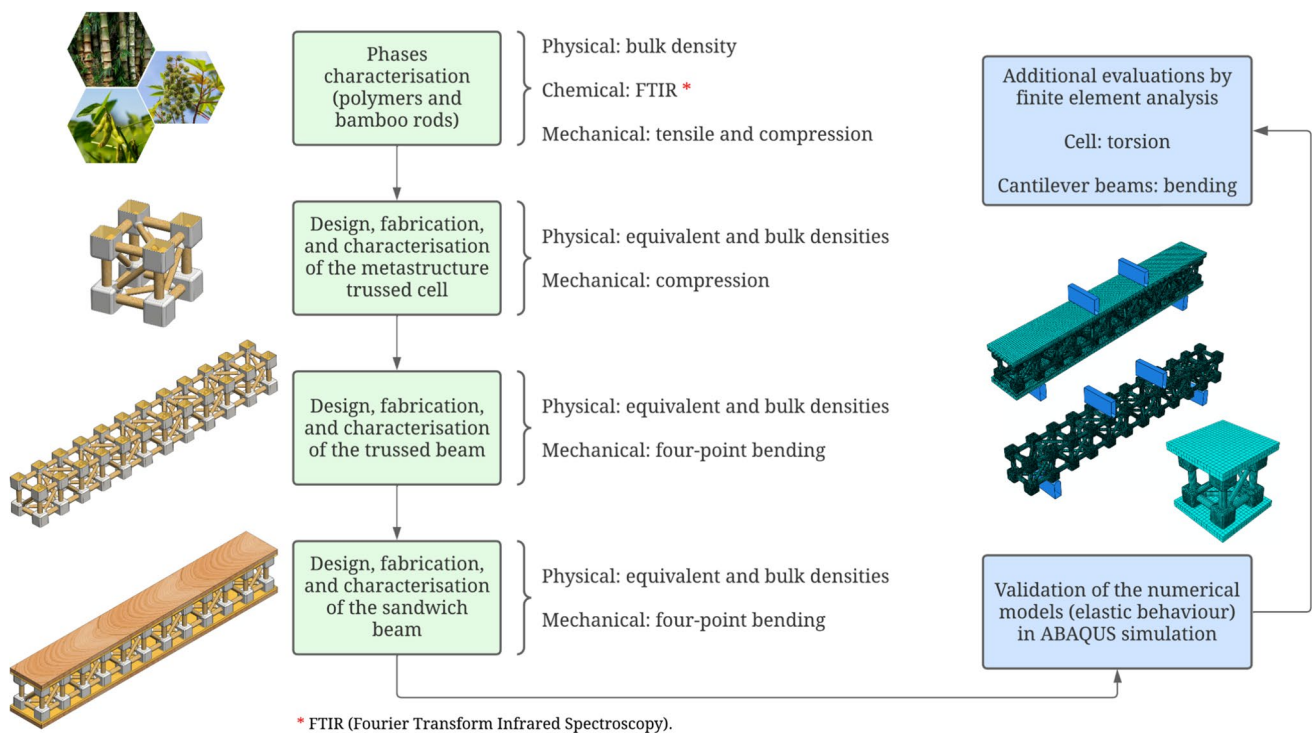 Phases
characterisation
(polymers and
bamboo rods)
Physical: bulk density
Chemical: FTIR *
Mechanical: tensile and compression
Design, fabrication,
and characterisation
of the metastructure
trussed cell
Physical: equivalent and bulk densities
Mechanical: compression
Design, fabrication,
and characterisation
of the trussed beam
Physical: equivalent and bulk densities
Mechanical: four-point bending
Design, fabrication,
and characterisation
of the sandwich
beam
Physical: equivalent and bulk densities
Mechanical: four-point bending
Validation of the numerical
models (elastic behaviour)
in ABAQUS simulation
Additional evaluations by
finite element analysis
Cell: torsion
Cantilever beams: bending
* FTIR (Fourier Transform Infrared Spectroscopy).